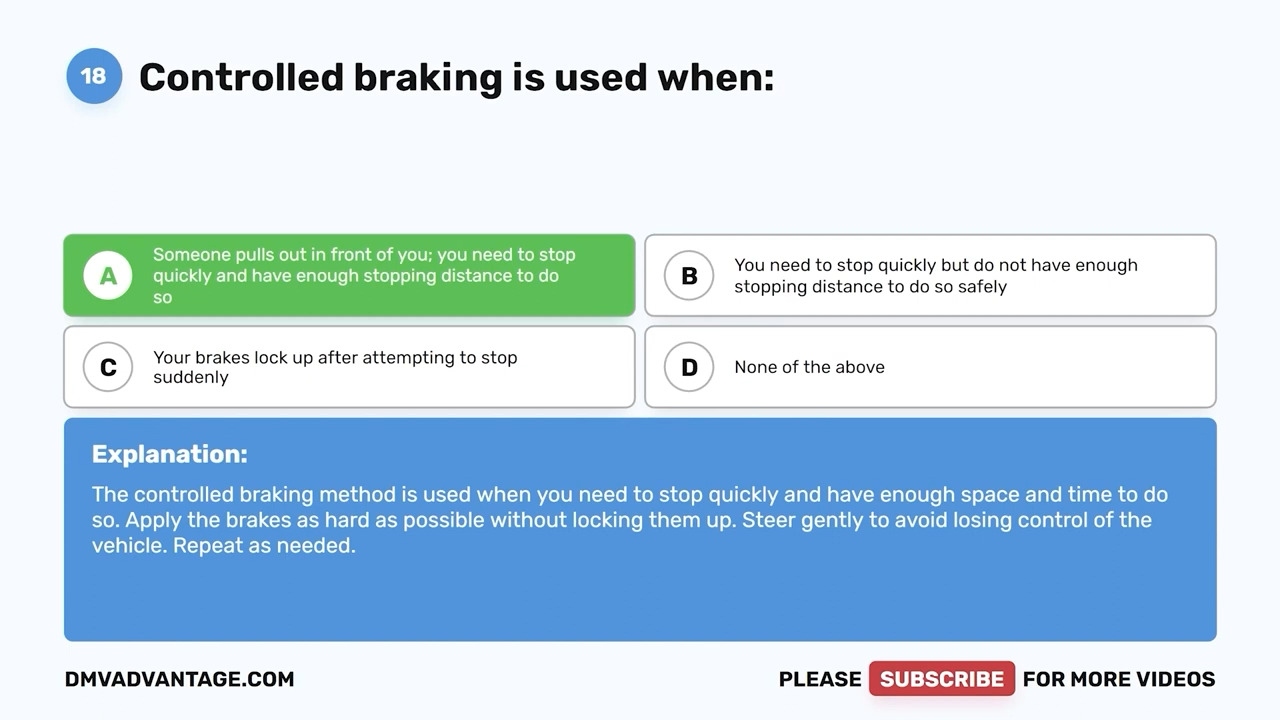 18
Controlled braking is used when:
A
Someone pulls out in front of you; you need to stop
quickly and have enough stopping distance to do
so
B
You need to stop quickly but do not have enough
stopping distance to do so safely
C
Your brakes lock up after attempting to stop
suddenly
D
None of the above
Explanation:
The controlled braking method is used when you need to stop quickly and have enough space and time to do
so. Apply the brakes as hard as possible without locking them up. Steer gently to avoid losing control of the
vehicle. Repeat as needed.
DMVADVANTAGE.COM
PLEASE SUBSCRIBE FOR MORE VIDEOS